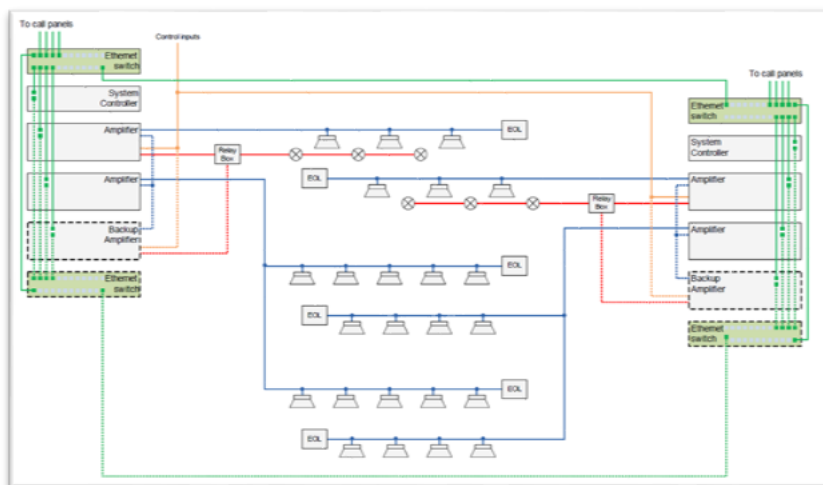 To call panels
Control inputs
Ethernet
switch
System
Controller
Amplifier
Relay
Box
EOL
Amplifier
EOL
Backup
Amplifier
EOL
Ethernet
switch
EOL
EOL
EOL
To call panels
Ethernet
switch
System
Controller
Amplifier
Relay
Box
Amplifier
Backup
Amplifier
Ethernet
switch